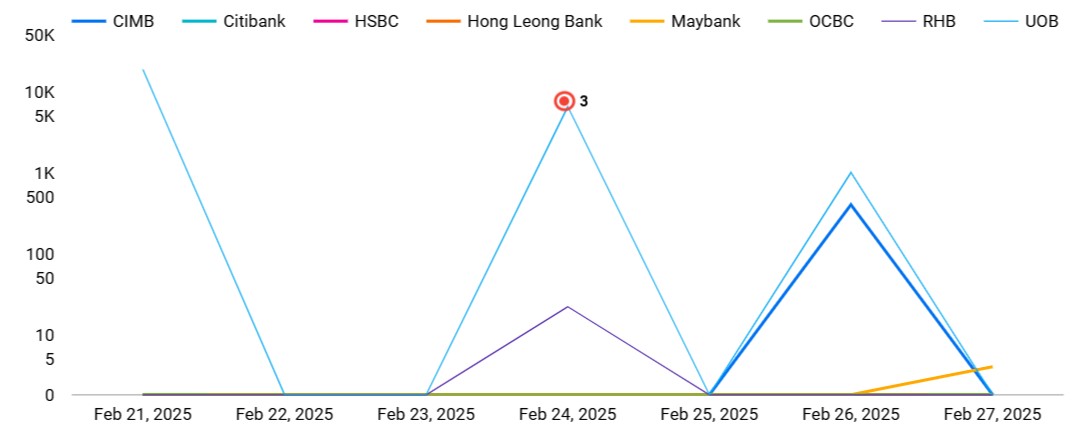 CIMB Citibank HSBC Hong Leong Bank Maybank OCBC RHB UOB
50K
10K
3
5K
1K
500
100
50
10
5
0
Feb 21, 2025 Feb 22, 2025 Feb 23, 2025 Feb 24, 2025 Feb 25, 2025 Feb 26, 2025 Feb 27, 2025